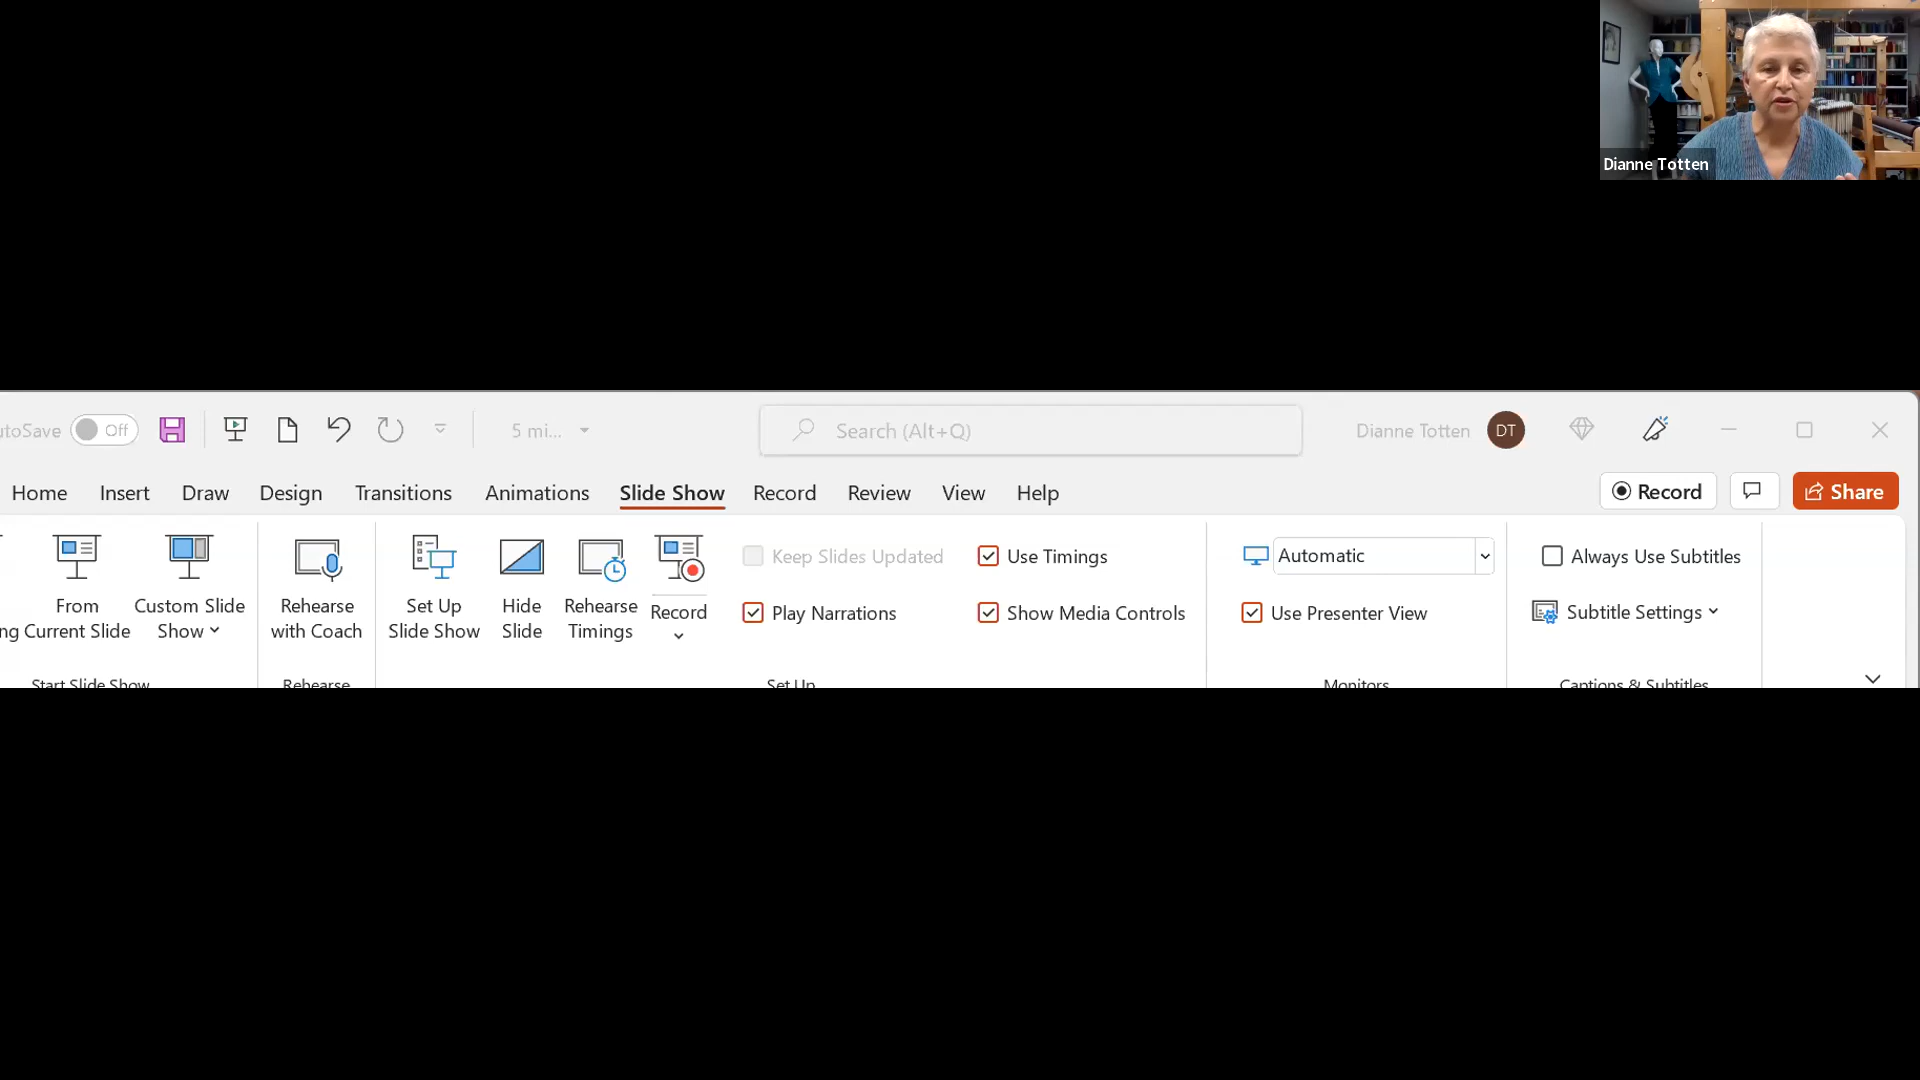 Dianne Totten
utoSave Off 5 mi... Search (Alt+Q) Dianne Totten DT
Home Insert Draw Design Transitions Animations Slide Show Record Review View Help Record Share
From
ng Current Slide
Custom Slide
Show
Rehearse
with Coach
Set Up
Slide Show
Hide
Slide
Rehearse
Timings
Record
Keep Slides Updated
Play Narrations
Use Timings
Show Media Controls
Automatic
Use Presenter View
Always Use Subtitles
Subtitle Settings
Start Slide Show Rehearse Set Up Monitors Captions & Subtitles